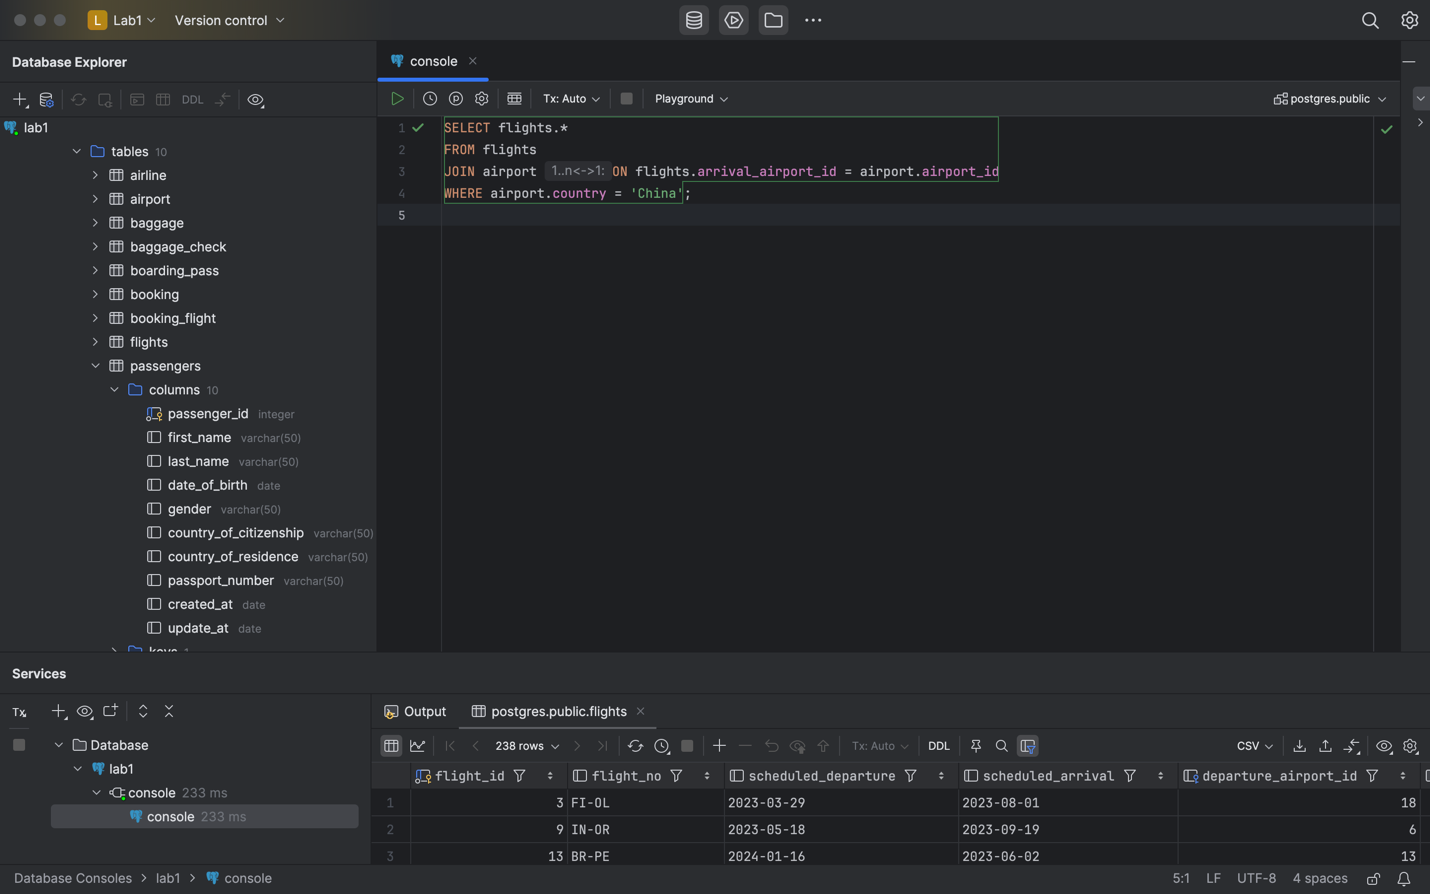 L Lab1 Version control
Database Explorer
console
DDL
Tx: Auto Playground postgres.public
lab1
tables 10
airline
airport
baggage
baggage_check
boarding_pass
booking
booking_flight
flights
passengers
columns 10
passenger_id integer
first_name varchar(50)
last_name varchar(50)
date_of_birth date
gender varchar(50)
country_of_citizenship varchar(50)
country_of_residence varchar(50)
passport_number varchar(50)
created_at date
update_at date
keys 1
1 SELECT flights.*
2 FROM flights
3 JOIN airport 1..n<->1: ON flights.arrival_airport_id = airport.airport_id
4 WHERE airport.country = 'China';
5
Services
Tx
Database
lab1
console 233 ms
console 233 ms
Output postgres.public.flights
238 rows Tx: Auto DDL CSV
flight_id flight_no scheduled_departure scheduled_arrival departure_airport_id
1 3 FI-OL 2023-03-29 2023-08-01 18
2 9 IN-OR 2023-05-18 2023-09-19 6
3 13 BR-PE 2024-01-16 2023-06-02 13
Database Consoles > lab1 > console
5:1 LF UTF-8 4 spaces